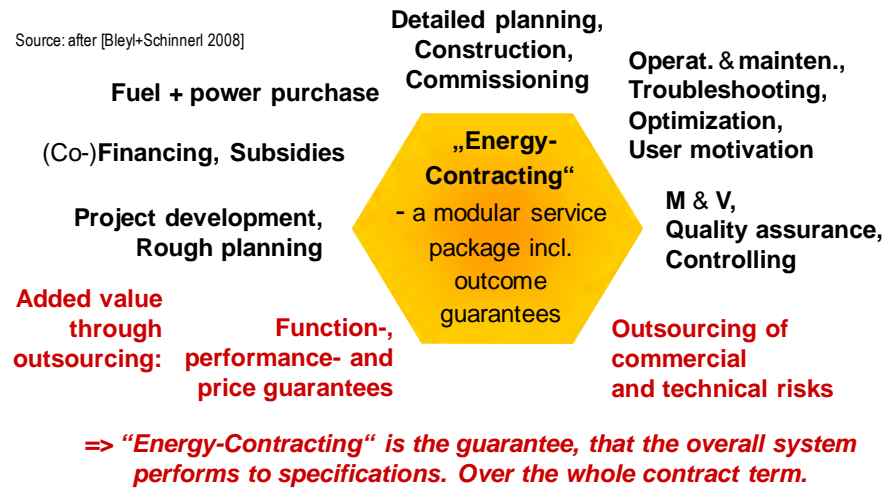 Source: after [Bleyl+Schinnerl 2008]
Detailed planning,
Construction,
Commissioning
Operat. & mainten.,
Troubleshooting,
Optimization,
User motivation
Fuel + power purchase
(Co-)Financing, Subsidies
Project development,
Rough planning
„Energy-
Contracting“
- a modular service
package incl.
outcome
guarantees
M & V,
Quality assurance,
Controlling
Added value
through
outsourcing:
Function-,
performance- and
price guarantees
Outsourcing of
commercial
and technical risks
=> “Energy-Contracting“ is the guarantee, that the overall system
performs to specifications. Over the whole contract term.